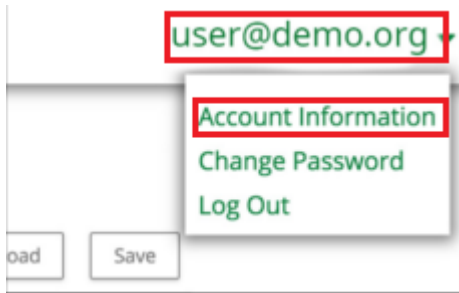 user@demo.org
Account Information
Change Password
Log Out
oad Save